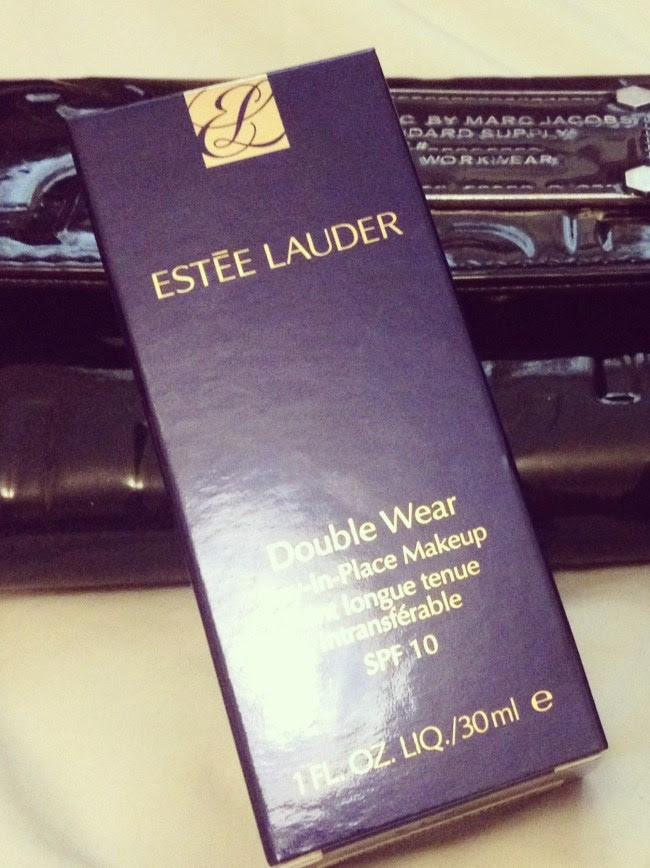 EL
ESTĒE LAUDER
Double Wear
-in-Place Makeup
longue tenue
intransférable
SPF 10
1 FL. OZ. LIQ./30 ml e
BY MARC JACOBS
SUPPLY
#
WORKWEAR